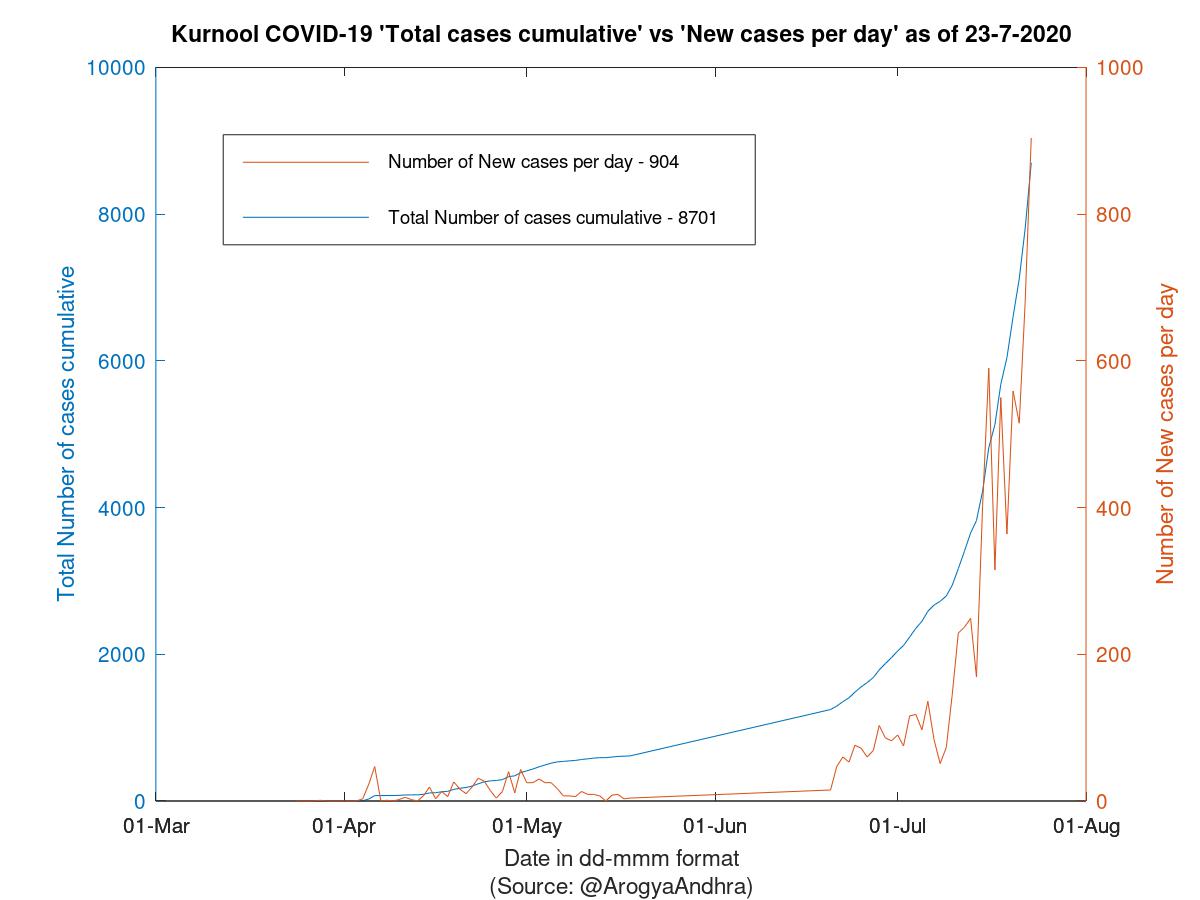 Kurnool COVID-19 'Total cases cumulative' vs 'New cases per day' as of 23-7-2020
10000
8000
6000
4000
2000
0
Total Number of cases cumulative
Number of New cases per day - 904
Total Number of cases cumulative - 8701
1000
800
600
400
200
0
Number of New cases per day
01-Mar 01-Apr 01-May 01-Jun 01-Jul 01-Aug
Date in dd-mmm format
(Source: @ArogyaAndhra)